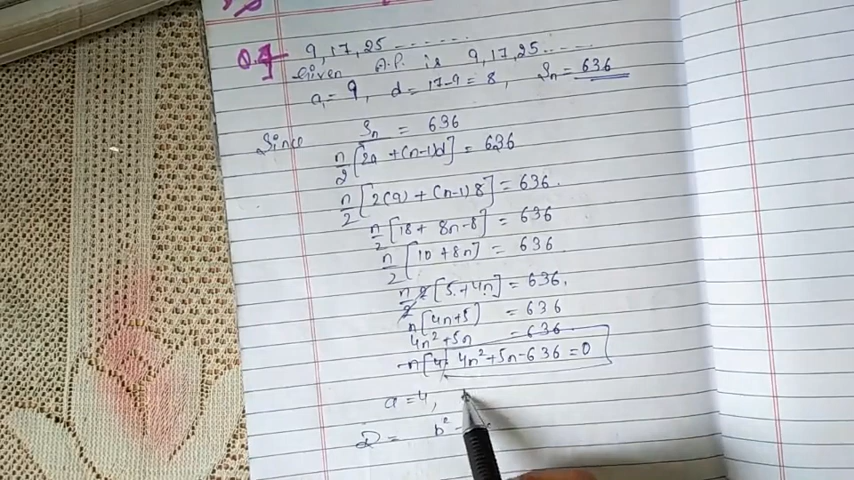 Q.4 9, 17, 25 .......
Given A.P. is 9, 17, 25 ......
a = 9, d = 17-9 = 8, Sn = 636
Since Sn = 636
n/2 [2a + (n-1)d] = 636
n/2 [2(9) + (n-1)8] = 636.
n/2 [18 + 8n-8] = 636
n/2 [10 + 8n] = 636
n/2 2[5 + 4n] = 636.
n[4n+5] = 636
4n² + 5n = 636
4n² + 5n - 636 = 0
a = 4,
D = b² -